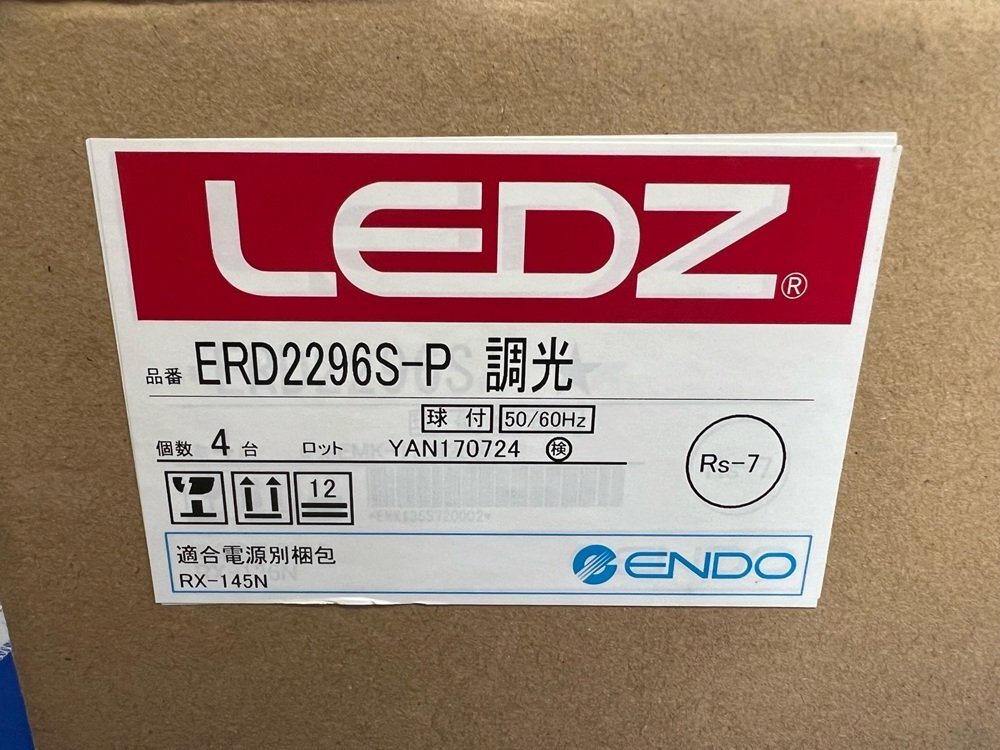 LEDZ®
品番 ERD2296S-P 調光
球付 50/60Hz
個数 4 台 ロット YAN170724 検
Rs-7
12
適合電源別梱包
RX-145N
ENDO